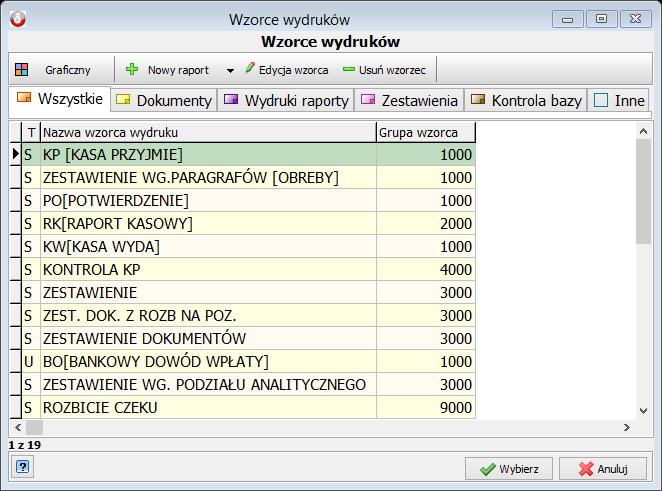 Wzorce wydruków
Wzorce wydruków
Graficzny Nowy raport Edycja wzorca Usuń wzorzec
Wszystkie Dokumenty Wydruki raporty Zestawienia Kontrola bazy Inne
T Nazwa wzorca wydruku Grupa wzorca
S KP [KASA PRZYJMIE] 1000
S ZESTAWIENIE WG.PARAGRAFÓW [OBREBY] 1000
S PO[POTWIERDZENIE] 1000
S RK[RAPORT KASOWY] 2000
S KW[KASA WYDA] 1000
S KONTROLA KP 4000
S ZESTAWIENIE 3000
S ZEST. DOK. Z ROZB NA POZ. 3000
S ZESTAWIENIE DOKUMENTÓW 3000
U BO[BANKOWY DOWÓD WPŁATY] 1000
S ZESTAWIENIE WG. PODZIAŁU ANALITYCZNEGO 3000
S ROZBICIE CZEKU 9000
1 z 19
? Wybierz Anuluj